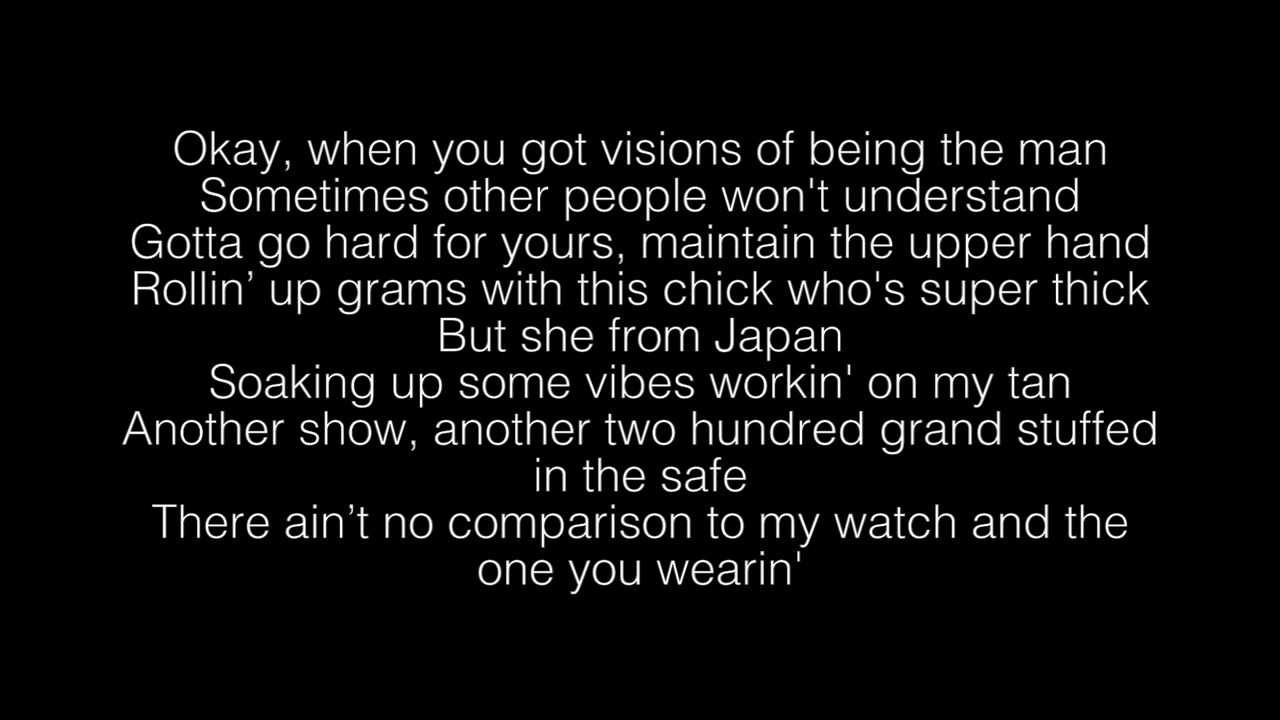 Okay, when you got visions of being the man
Sometimes other people won't understand
Gotta go hard for yours, maintain the upper hand
Rollin’ up grams with this chick who's super thick
But she from Japan
Soaking up some vibes workin' on my tan
Another show, another two hundred grand stuffed
in the safe
There ain’t no comparison to my watch and the
one you wearin'